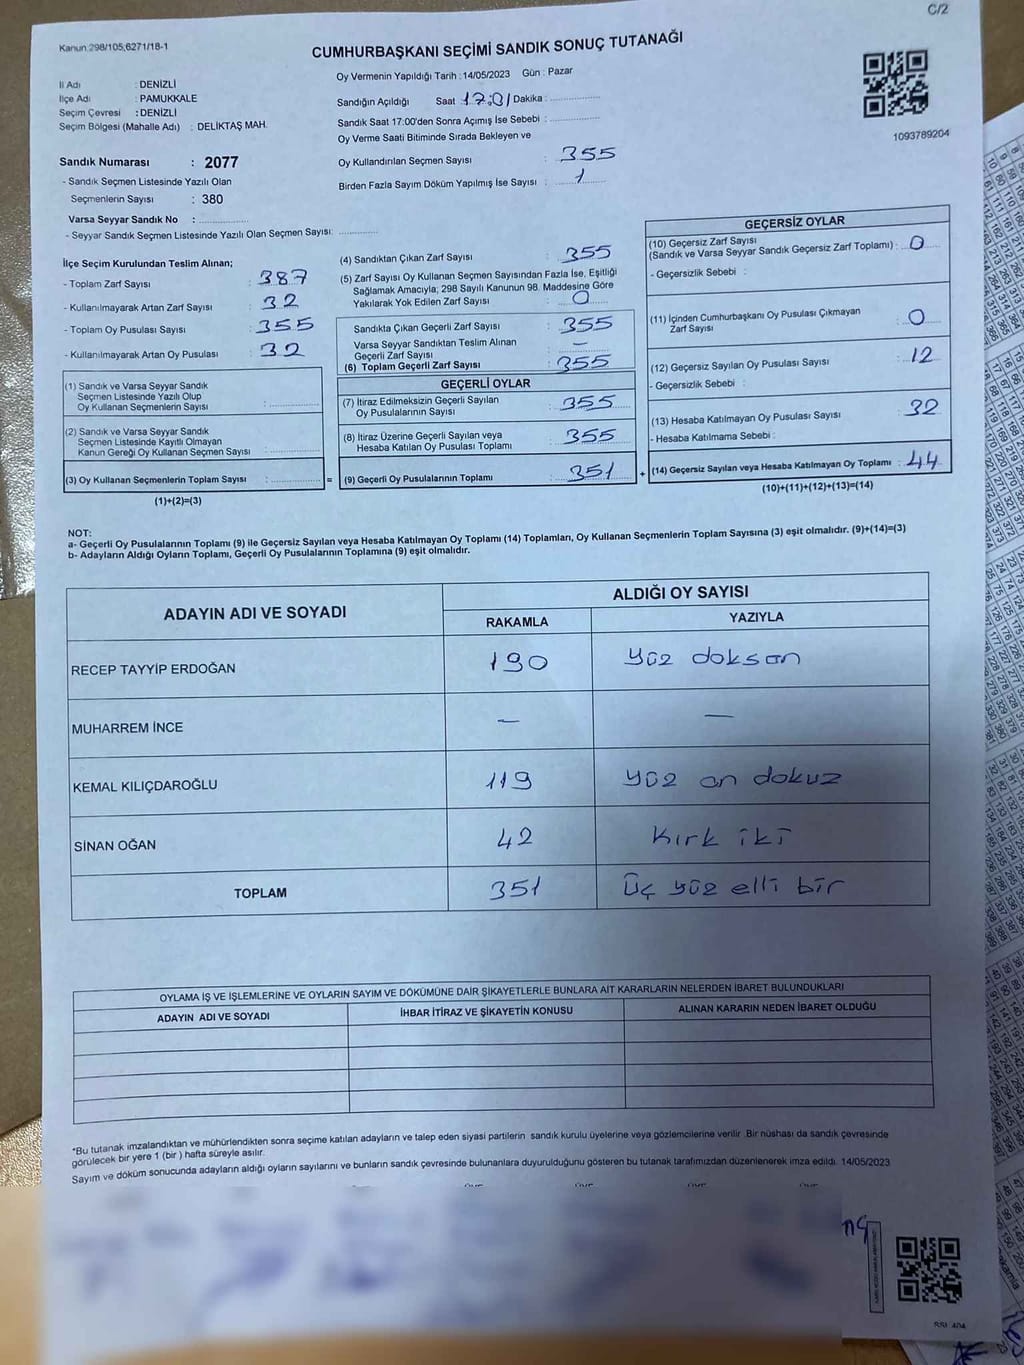 C/2
Kanun:298/105;6271/18-1
CUMHURBAŞKANI SEÇİMİ SANDIK SONUÇ TUTANAĞI
İl Adı : DENİZLİ
İlçe Adı : PAMUKKALE
Seçim Çevresi : DENİZLİ
Seçim Bölgesi (Mahalle Adı) : DELİKTAŞ MAH.
Sandık Numarası : 2077
- Sandık Seçmen Listesinde Yazılı Olan
Seçmenlerin Sayısı : 380
Varsa Seyyar Sandık No : ....................
- Seyyar Sandık Seçmen Listesinde Yazılı Olan Seçmen Sayısı: ...............
Oy Vermenin Yapıldığı Tarih : 14/05/2023 Gün : Pazar
Sandığın Açıldığı Saat 17:01 Dakika : ....................
Sandık Saat 17:00'den Sonra Açımış İse Sebebi : ....................
Oy Verme Saati Bitiminde Sırada Bekleyen ve
Oy Kullandırılan Seçmen Sayısı : 355
Birden Fazla Sayım Döküm Yapılmış İse Sayısı : 1
1093789204
İlçe Seçim Kurulundan Teslim Alınan;
- Toplam Zarf Sayısı : 387
- Kullanılmayarak Artan Zarf Sayısı : 32
- Toplam Oy Pusulası Sayısı : 355
- Kullanılmayarak Artan Oy Pusulası : 32
(1) Sandık ve Varsa Seyyar Sandık
Seçmen Listesinde Yazılı Olup
Oy Kullanan Seçmenlerin Sayısı : ....................
(2) Sandık ve Varsa Seyyar Sandık
Seçmen Listesinde Kayıtlı Olmayan
Kanun Gereği Oy Kullanan Seçmen Sayısı : ....................
(3) Oy Kullanan Seçmenlerin Toplam Sayısı : .................... =
(1)+(2)=(3)
(4) Sandıktan Çıkan Zarf Sayısı : 355
(5) Zarf Sayısı Oy Kullanan Seçmen Sayısından Fazla İse, Eşitliği
Sağlamak Amacıyla; 298 Sayılı Kanunun 98. Maddesine Göre
Yakılarak Yok Edilen Zarf Sayısı : 0
Sandıkta Çıkan Geçerli Zarf Sayısı : 355
Varsa Seyyar Sandıktan Teslim Alınan
Geçerli Zarf Sayısı : —
(6) Toplam Geçerli Zarf Sayısı : 355
GEÇERLİ OYLAR
(7) İtiraz Edilmeksizin Geçerli Sayılan
Oy Pusulalarının Sayısı : 355
(8) İtiraz Üzerine Geçerli Sayılan veya
Hesaba Katılan Oy Pusulası Toplamı : 355
(9) Geçerli Oy Pusulalarının Toplamı : 351 +
GEÇERSİZ OYLAR
(10) Geçersiz Zarf Sayısı
(Sandık ve Varsa Seyyar Sandık Geçersiz Zarf Toplamı) : 0
- Geçersizlik Sebebi :
(11) İçinden Cumhurbaşkanı Oy Pusulası Çıkmayan
Zarf Sayısı : 0
(12) Geçersiz Sayılan Oy Pusulası Sayısı : 12
- Geçersizlik Sebebi :
(13) Hesaba Katılmayan Oy Pusulası Sayısı : 32
- Hesaba Katılmama Sebebi :
(14) Geçersiz Sayılan veya Hesaba Katılmayan Oy Toplamı : 44
(10)+(11)+(12)+(13)=(14)
NOT:
a- Geçerli Oy Pusulalarının Toplamı (9) ile Geçersiz Sayılan veya Hesaba Katılmayan Oy Toplamı (14) Toplamları, Oy Kullanan Seçmenlerin Toplam Sayısına (3) eşit olmalıdır. (9)+(14)=(3)
b- Adayların Aldığı Oyların Toplamı, Geçerli Oy Pusulalarının Toplamına (9) eşit olmalıdır.
ADAYIN ADI VE SOYADI ALDIĞI OY SAYISI
RAKAMLA YAZIYLA
RECEP TAYYİP ERDOĞAN 190 yüz doksan
MUHARREM İNCE — —
KEMAL KILIÇDAROĞLU 119 yüz on dokuz
SİNAN OĞAN 42 Kırk iki
TOPLAM 351 Üç yüz elli bir
OYLAMA İŞ VE İŞLEMLERİNE VE OYLARIN SAYIM VE DÖKÜMÜNE DAİR ŞİKAYETLERLE BUNLARA AİT KARARLARIN NELERDEN İBARET BULUNDUKLARI
ADAYIN ADI VE SOYADI İHBAR İTİRAZ VE ŞİKAYETİN KONUSU ALINAN KARARIN NEDEN İBARET OLDUĞU
*Bu tutanak imzalandıktan ve mühürlendikten sonra seçime katılan adayların ve talep eden siyasi partilerin sandık kurulu üyelerine veya gözlemcilerine verilir .Bir nüshası da sandık çevresinde
görülecek bir yere 1 (bir ) hafta süreyle asılır.
Sayım ve döküm sonucunda adayların aldığı oyların sayılarını ve bunların sandık çevresinde bulunanlara duyurulduğunu gösteren bu tutanak tarafımızdan düzenlenerek imza edildi. 14/05/2023